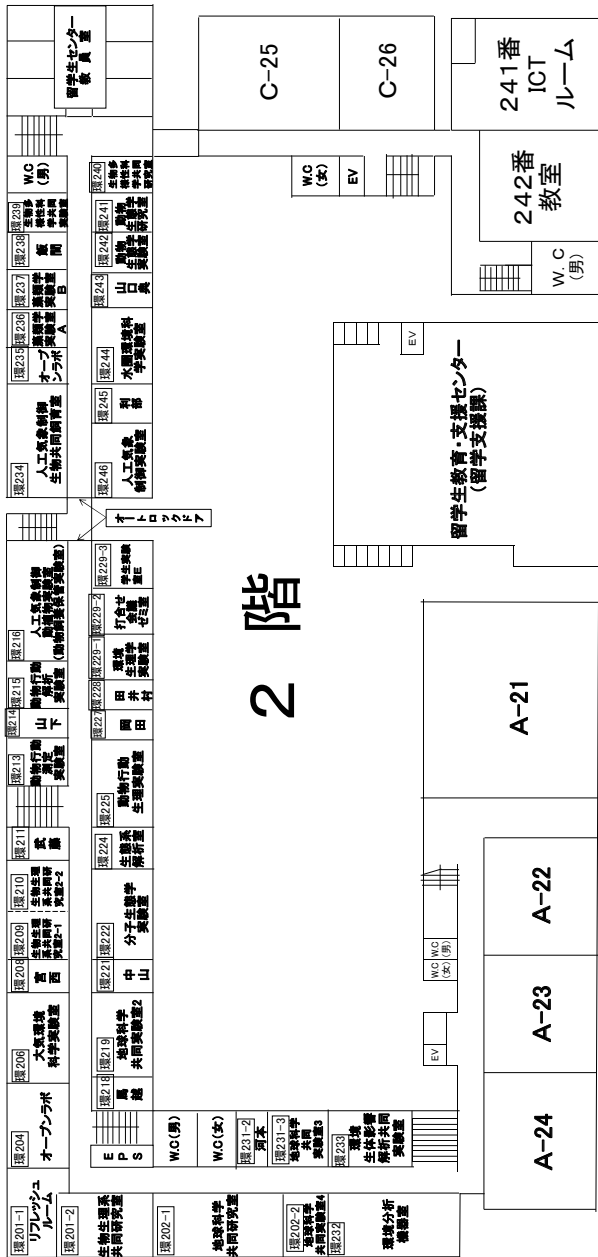 留学生センター
教員室
W.C
(男)
環239
生物多
様性科
学共同
実験室
環238
飯
間
環237
藻類学
実験室
B
環236
藻類学
実験室
A
環235
オープ
ンラボ
環234
人工気象制御
生物共同飼育室
環216
人工気象制御
動植物実験室
(動物飼養保管実験室)
環215
動物行動
解析
実験室
環214
山
下
環213
動物行動
測定
実験室
環211
武
藤
環210
生物生理
系共同研
究室2-2
環209
生物生理
系共同研
究室2-1
環208
宮
西
環206
大気環境
科学実験室
環204
オープンラボ
環201-1
リフレッシュ
ルーム
環240
生物多
様性科
学共同
研究室
環241
動物
生態学
研究室
環242
動物
生態学
実験室
環243
山口
典
環244
水圏環境科
学実験室
環245
利
部
環246
人工気象
制御実験室
オートロックドア
環229-3
学生実験
室E
環229-2
打合せ
会議
ゼミ室
環229-1
環境
生理学
実験室
環228
田
井
村
環227
岡
田
環225
動物行動
生理実験室
環224
生態系
解析室
環222
分子生態学
実験室
環221
中
山
環219
地球科学
共同実験室2
環218
馬
越
EPS
環201-2
生物生理系
共同研究室
環202-1
地球科学
共同研究室
環202-2
地球科学
共同実験室4
環232
環境分析
機器室
W.C(男)
W.C(女)
環231-2
河本
環231-3
地球科学
共同
実験室3
環233
環境
生体影響
解析共同
実験室
2 階
C-25
C-26
W.C
(女)
EV
241番
ICT
ルーム
242番
教室
W.C
(男)
EV
留学生教育・支援センター
(留学支援課)
A-21
A-22
A-23
A-24
W.C
(男)
W.C
(女)
EV